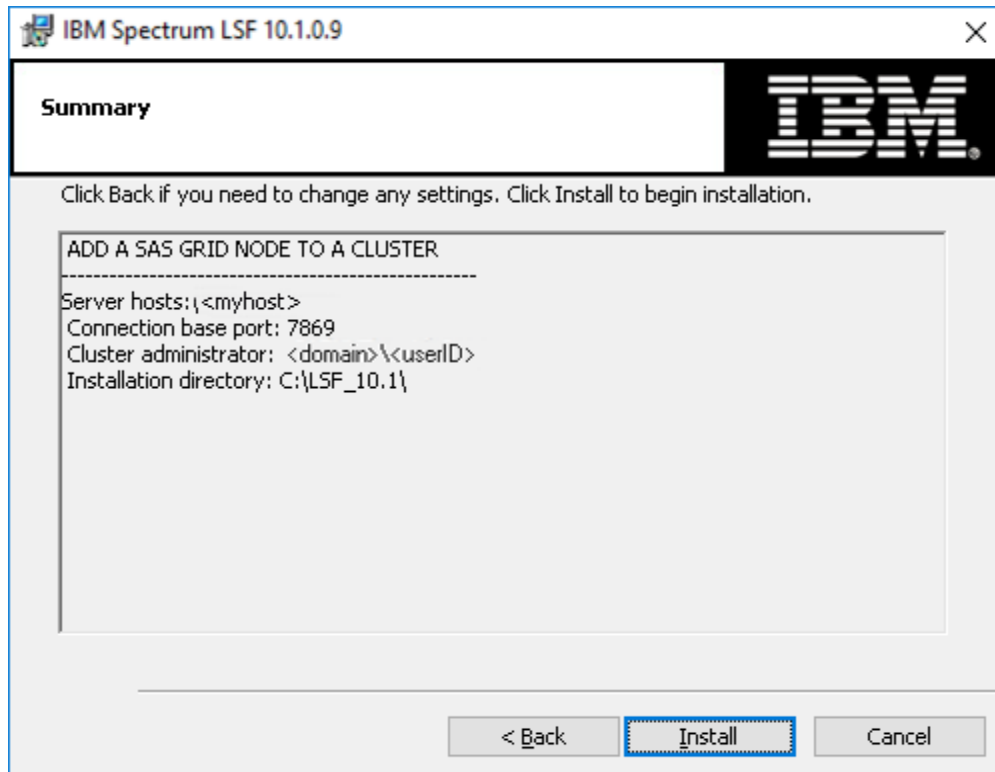 IBM Spectrum LSF 10.1.0.9
Summary
IBM
Click Back if you need to change any settings. Click Install to begin installation.
ADD A SAS GRID NODE TO A CLUSTER
----------------------------------------------------
Server hosts: <myhost>
Connection base port: 7869
Cluster administrator: <domain>\<userID>
Installation directory: C:\LSF_10.1\
< Back
Install
Cancel